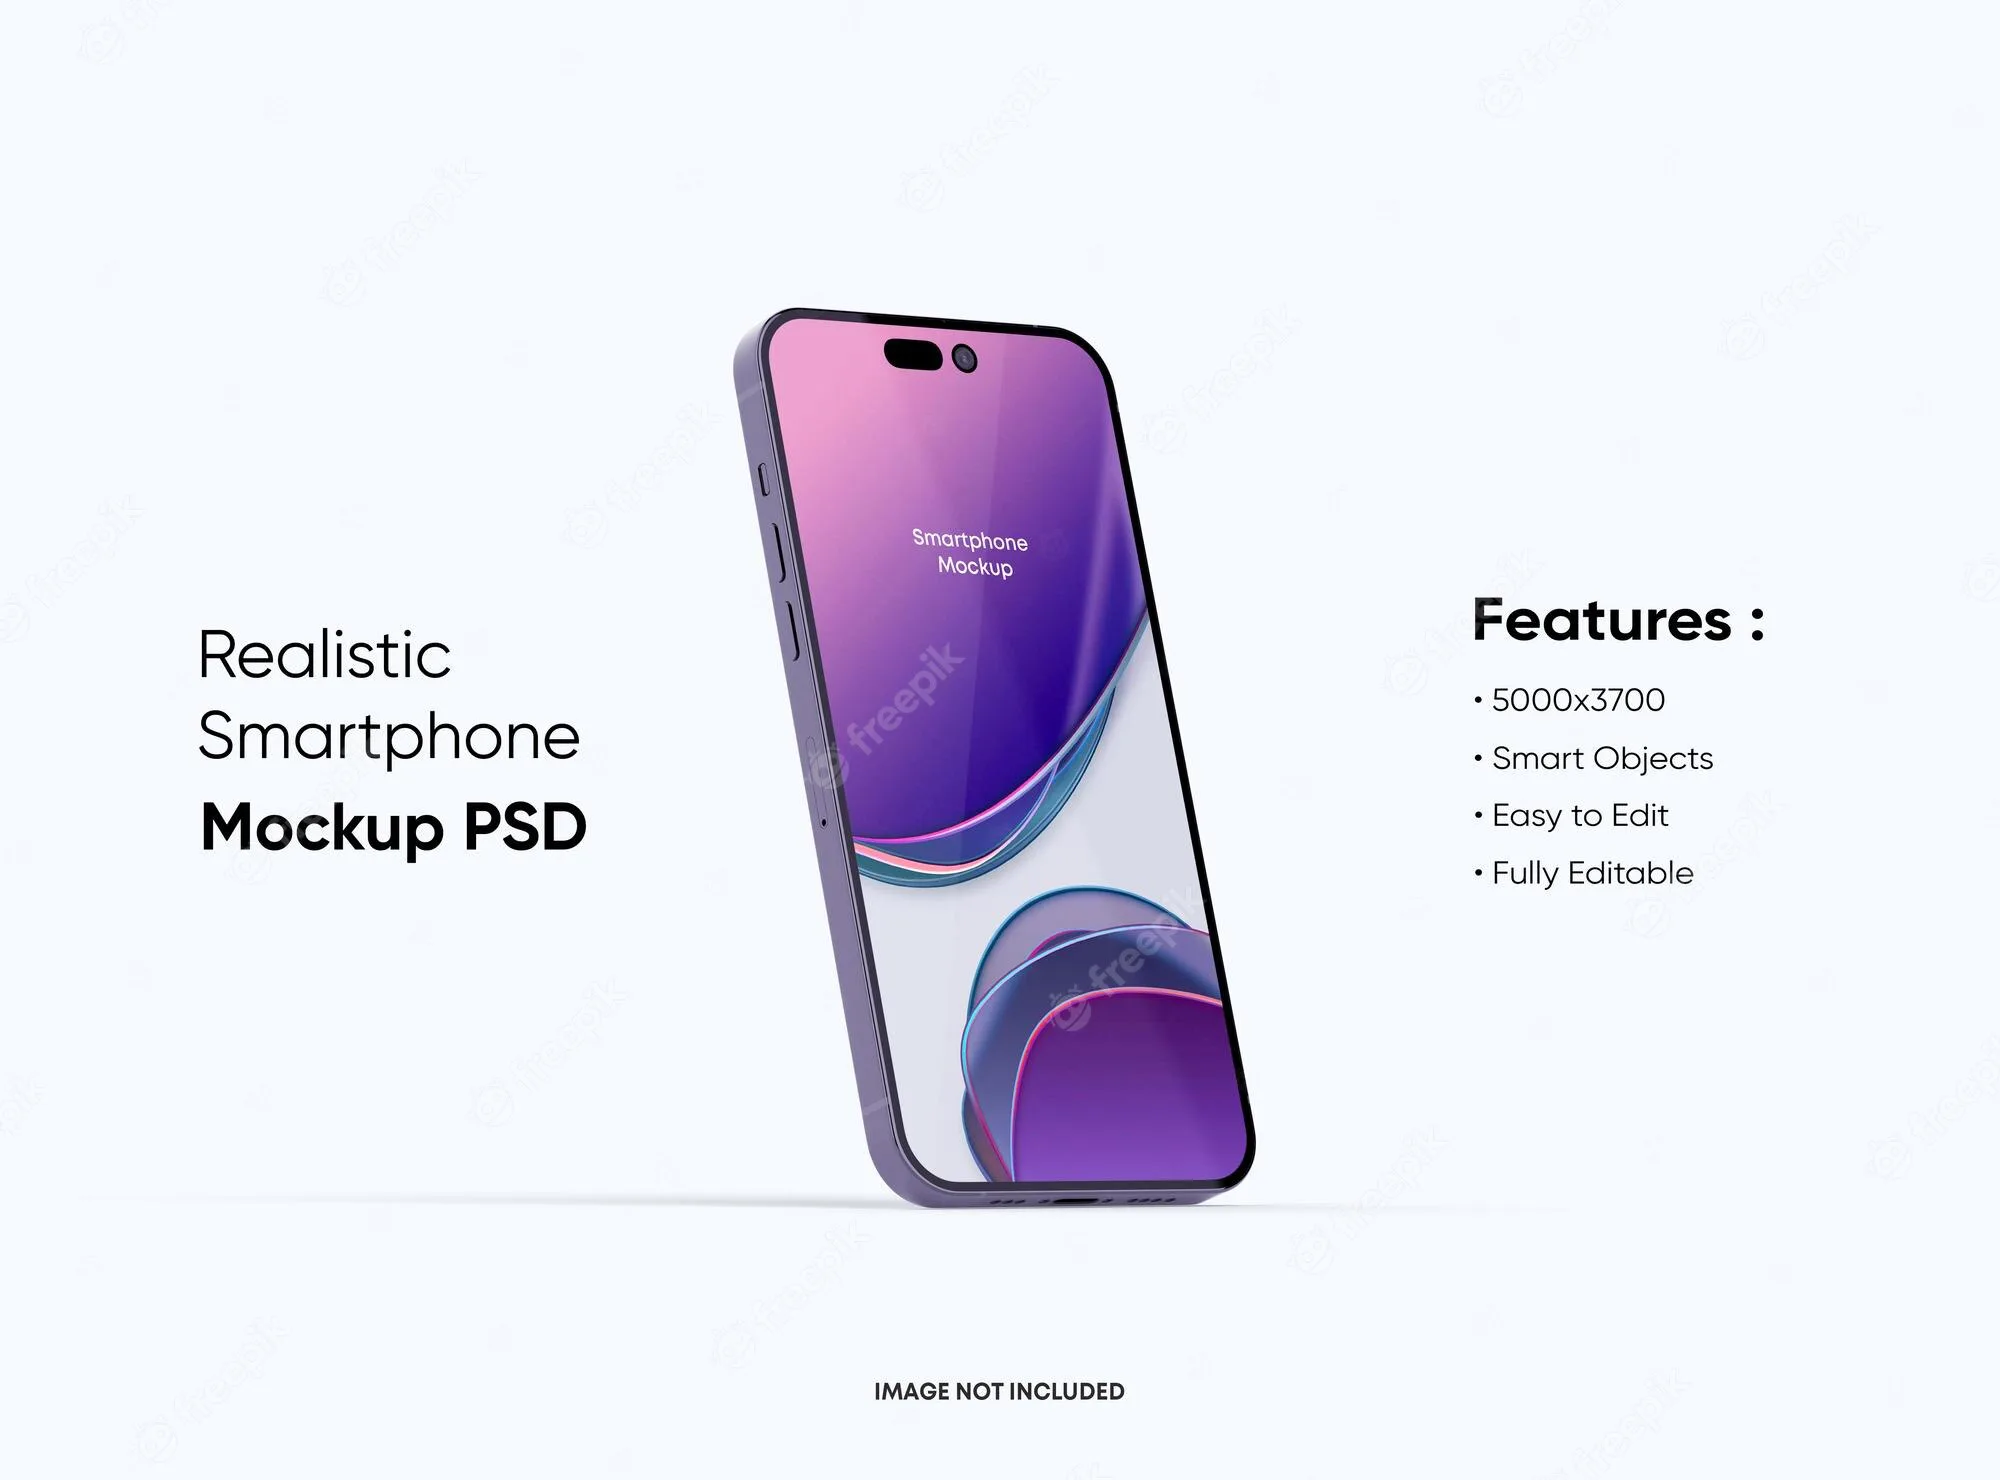 Realistic
Smartphone
Mockup PSD
Smartphone
Mockup
freepik
freepik
Features :
• 5000x3700
• Smart Objects
• Easy to Edit
• Fully Editable
IMAGE NOT INCLUDED